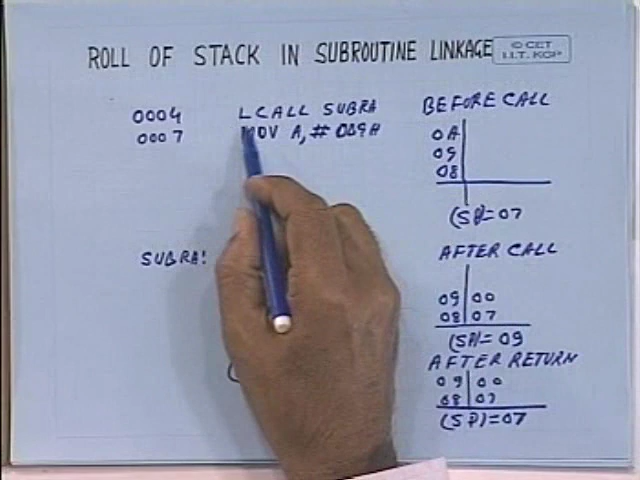 ROLL OF STACK IN SUBROUTINE LINKAGE
© CET
I.I.T. KGP
0004 LCALL SUBRA
0007 MOV A, # 089H
SUBRA:
BEFORE CALL
0A
09
08
(SP)=07
AFTER CALL
09 00
08 07
(SP)= 09
AFTER RETURN
09 00
08 07
(SP)=07